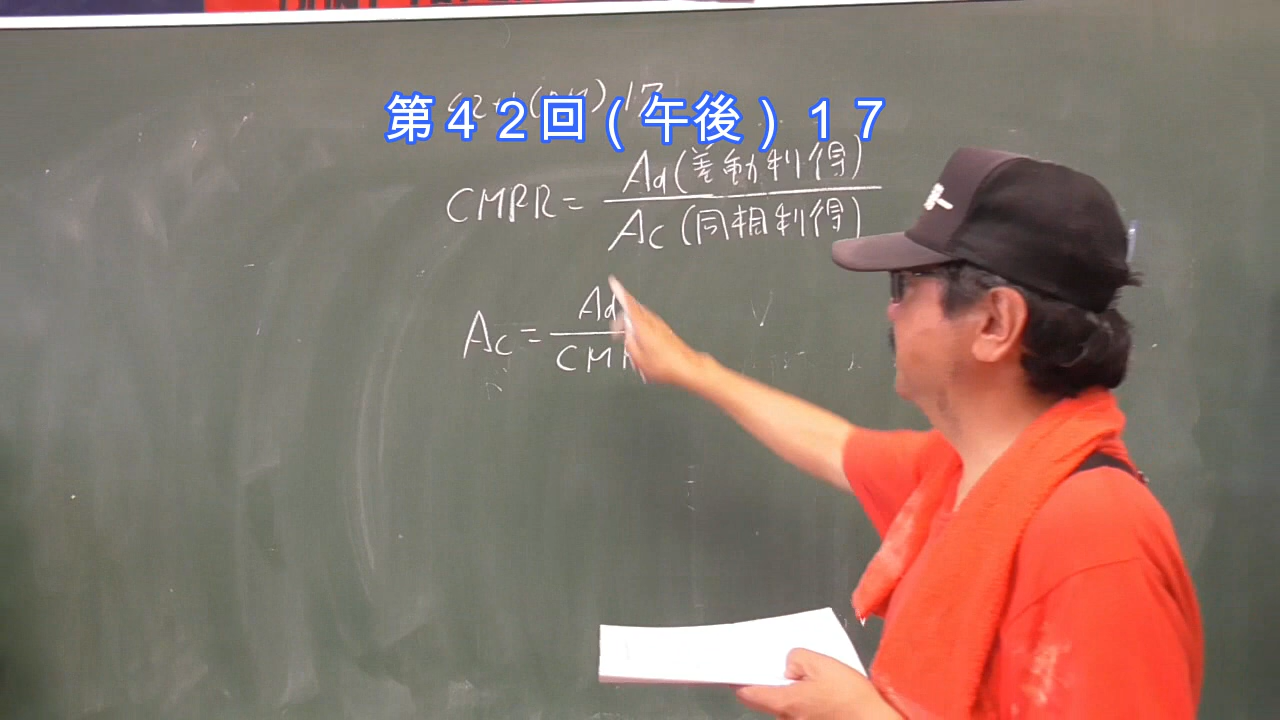 第４２回（午後）１７
CMRR = Ad(差動利得) / Ac(同相利得)
Ac = Ad / CMR